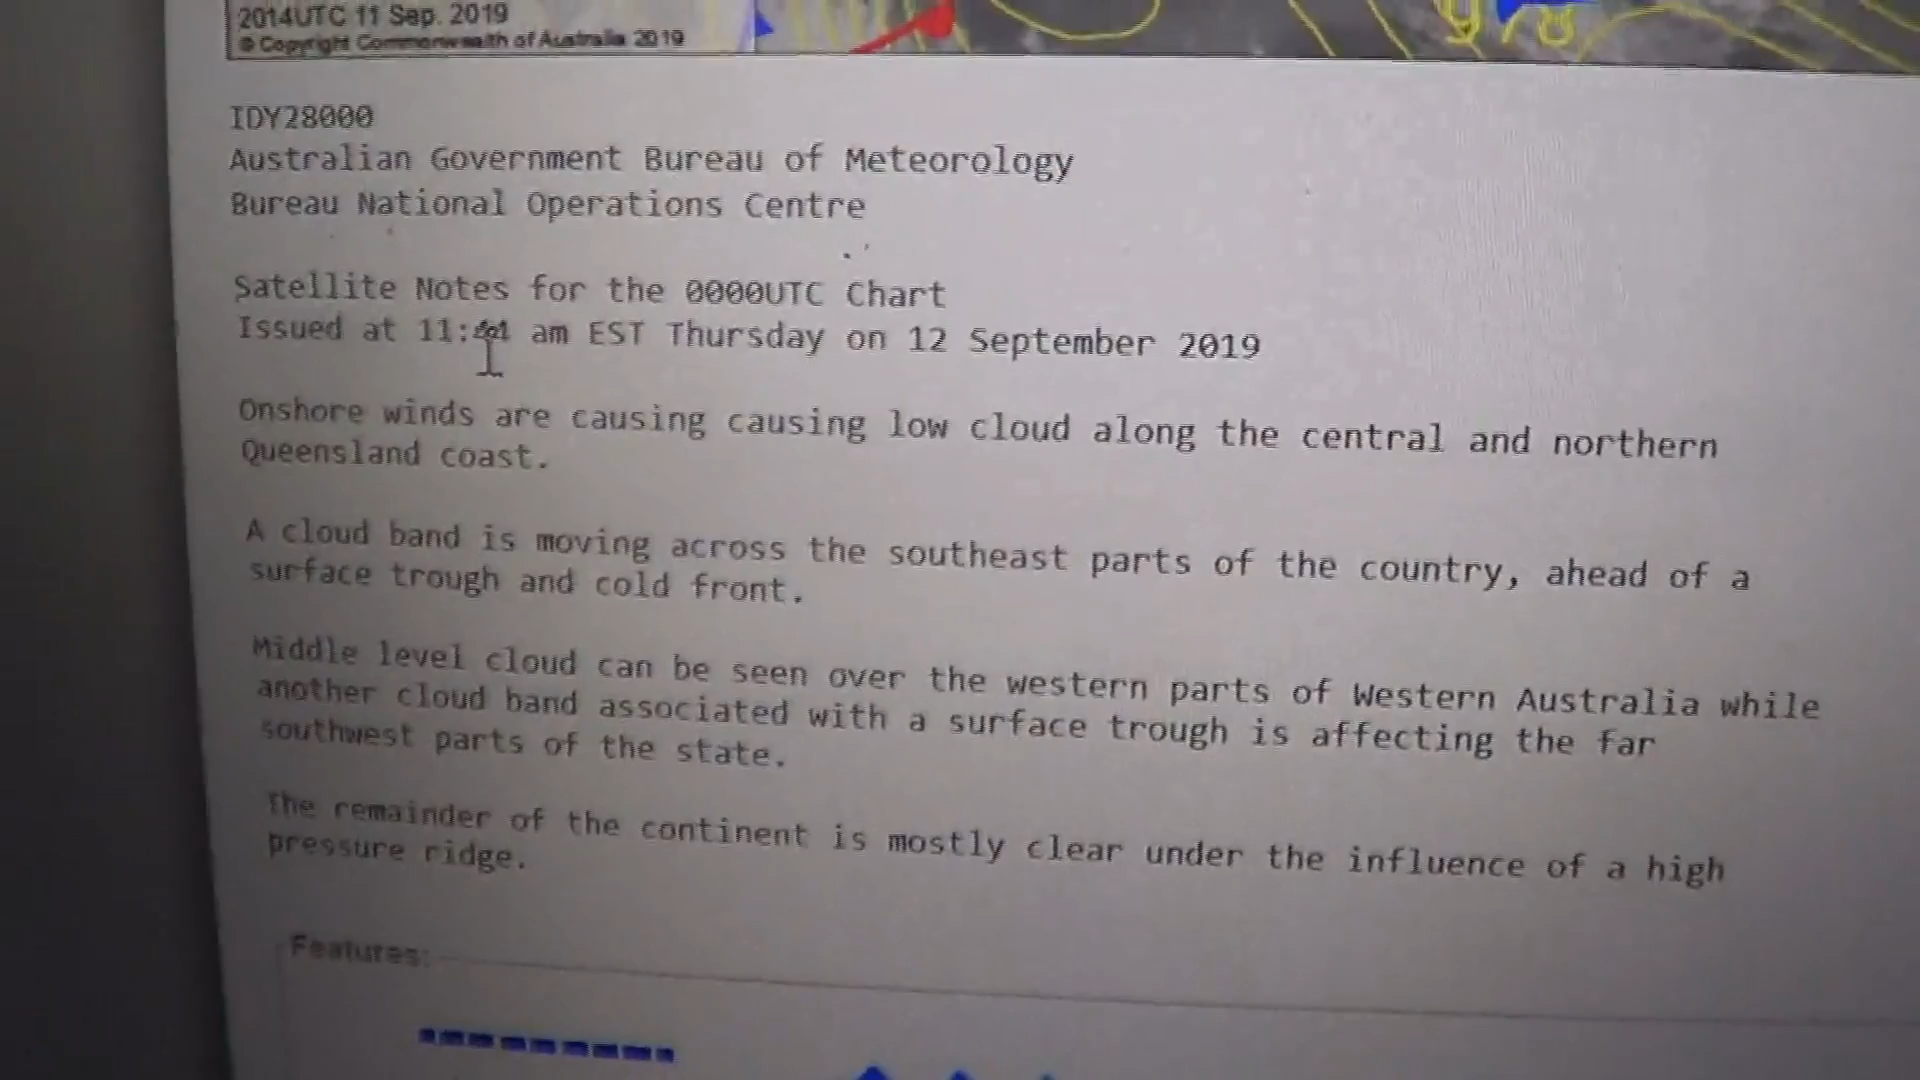 2014UTC 11 Sep. 2019
© Copyright Commonwealth of Australia 2019
978
IDY28000
Australian Government Bureau of Meteorology
Bureau National Operations Centre
Satellite Notes for the 0000UTC Chart
Issued at am EST Thursday on 12 September 2019
Onshore winds are causing causing low cloud along the central and northern
Queensland coast.
A cloud band is moving across the southeast parts of the country, ahead of a
surface trough and cold front.
Middle level cloud can be seen over the western parts of Western Australia while
another cloud band associated with a surface trough is affecting the far
southwest parts of the state.
The remainder of the continent is mostly clear under the influence of a high
pressure ridge.
Features: